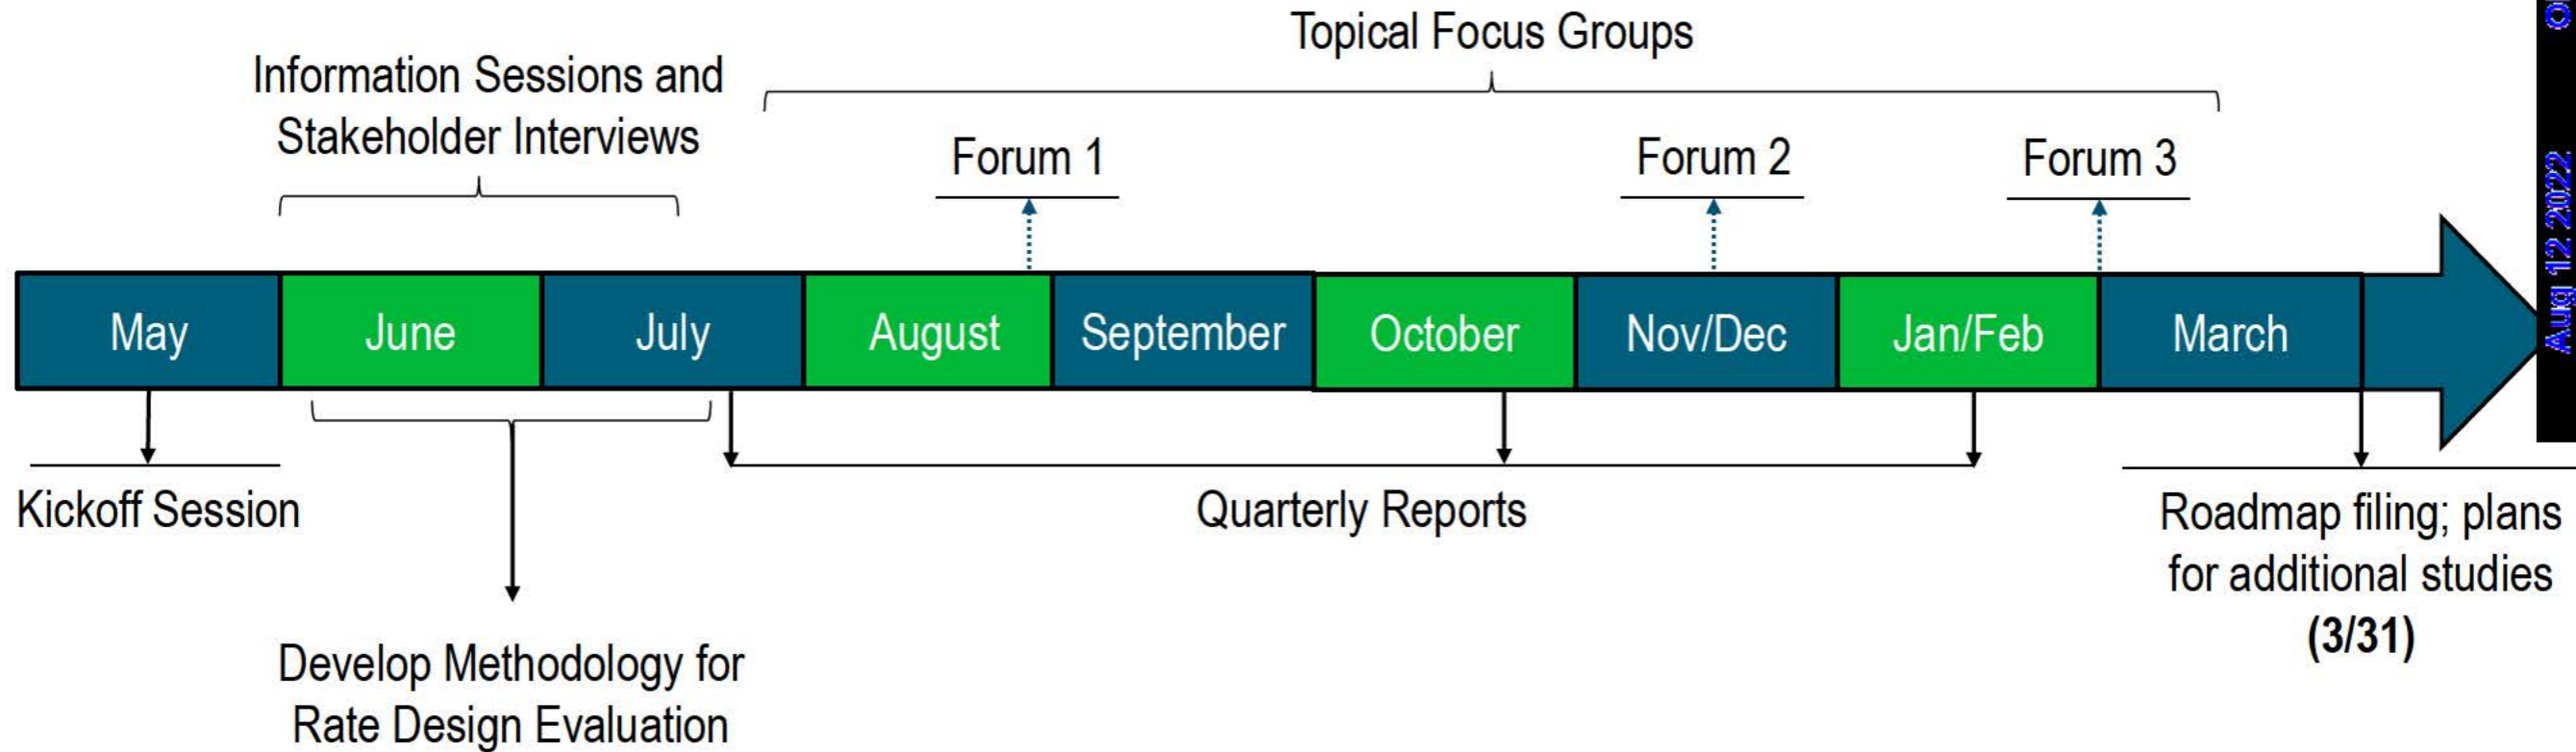 Topical Focus Groups
Information Sessions and
Stakeholder Interviews
Forum 1
Forum 2
Forum 3
May
June
July
August
September
October
Nov/Dec
Jan/Feb
March
Kickoff Session
Quarterly Reports
Roadmap filing; plans
for additional studies
(3/31)
Develop Methodology for
Rate Design Evaluation
Aug 12 2022